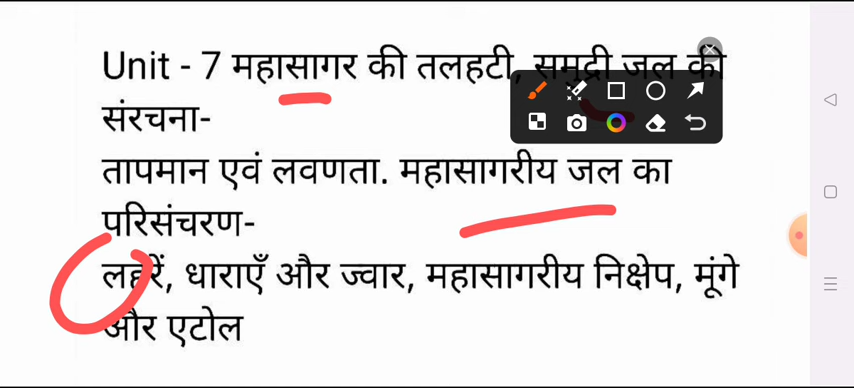 Unit - 7 महासागर की तलहटी, समुद्री जल की
संरचना-
तापमान एवं लवणता. महासागरीय जल का
परिसंचरण-
लहरें, धाराएँ और ज्वार, महासागरीय निक्षेप, मूंगे
और एटोल